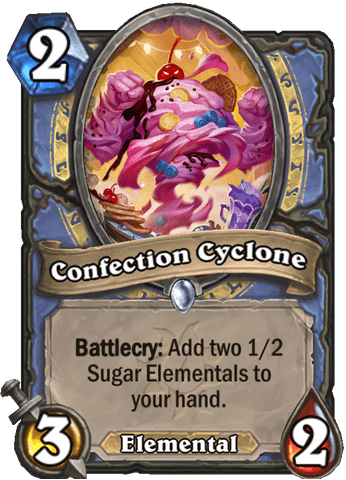 2
Confection Cyclone
Battlecry: Add two 1/2
Sugar Elementals to
your hand.
3
Elemental
2